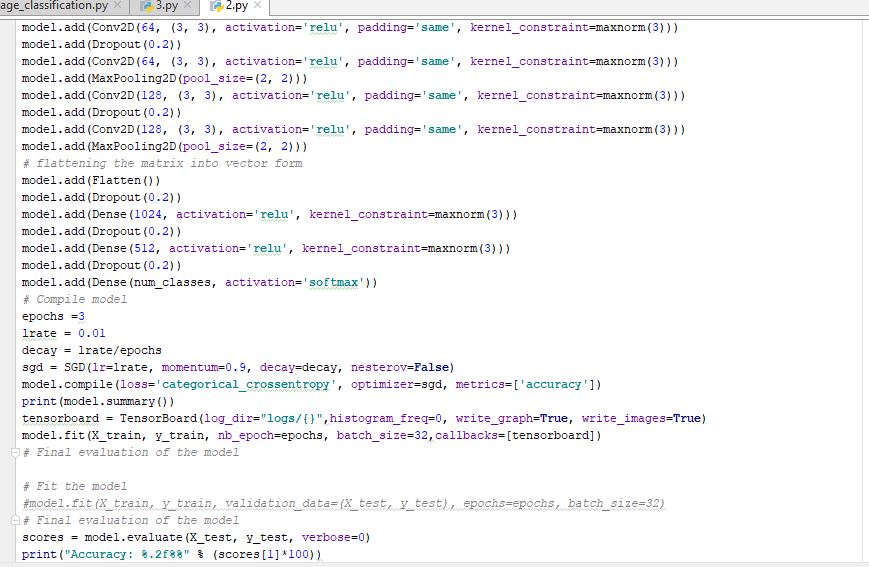 age_classification.py × 3.py × 2.py ×
model.add(Conv2D(64, (3, 3), activation='relu', padding='same', kernel_constraint=maxnorm(3)))
model.add(Dropout(0.2))
model.add(Conv2D(64, (3, 3), activation='relu', padding='same', kernel_constraint=maxnorm(3)))
model.add(MaxPooling2D(pool_size=(2, 2)))
model.add(Conv2D(128, (3, 3), activation='relu', padding='same', kernel_constraint=maxnorm(3)))
model.add(Dropout(0.2))
model.add(Conv2D(128, (3, 3), activation='relu', padding='same', kernel_constraint=maxnorm(3)))
model.add(MaxPooling2D(pool_size=(2, 2)))
# flattening the matrix into vector form
model.add(Flatten())
model.add(Dropout(0.2))
model.add(Dense(1024, activation='relu', kernel_constraint=maxnorm(3)))
model.add(Dropout(0.2))
model.add(Dense(512, activation='relu', kernel_constraint=maxnorm(3)))
model.add(Dropout(0.2))
model.add(Dense(num_classes, activation='softmax'))
# Compile model
epochs =3
lrate = 0.01
decay = lrate/epochs
sgd = SGD(lr=lrate, momentum=0.9, decay=decay, nesterov=False)
model.compile(loss='categorical_crossentropy', optimizer=sgd, metrics=['accuracy'])
print(model.summary())
tensorboard = TensorBoard(log_dir="logs/{}",histogram_freq=0, write_graph=True, write_images=True)
model.fit(X_train, y_train, nb_epoch=epochs, batch_size=32,callbacks=[tensorboard])
# Final evaluation of the model
# Fit the model
#model.fit(X_train, y_train, validation_data=(X_test, y_test), epochs=epochs, batch_size=32)
# Final evaluation of the model
scores = model.evaluate(X_test, y_test, verbose=0)
print("Accuracy: %.2f%%" % (scores[1]*100))